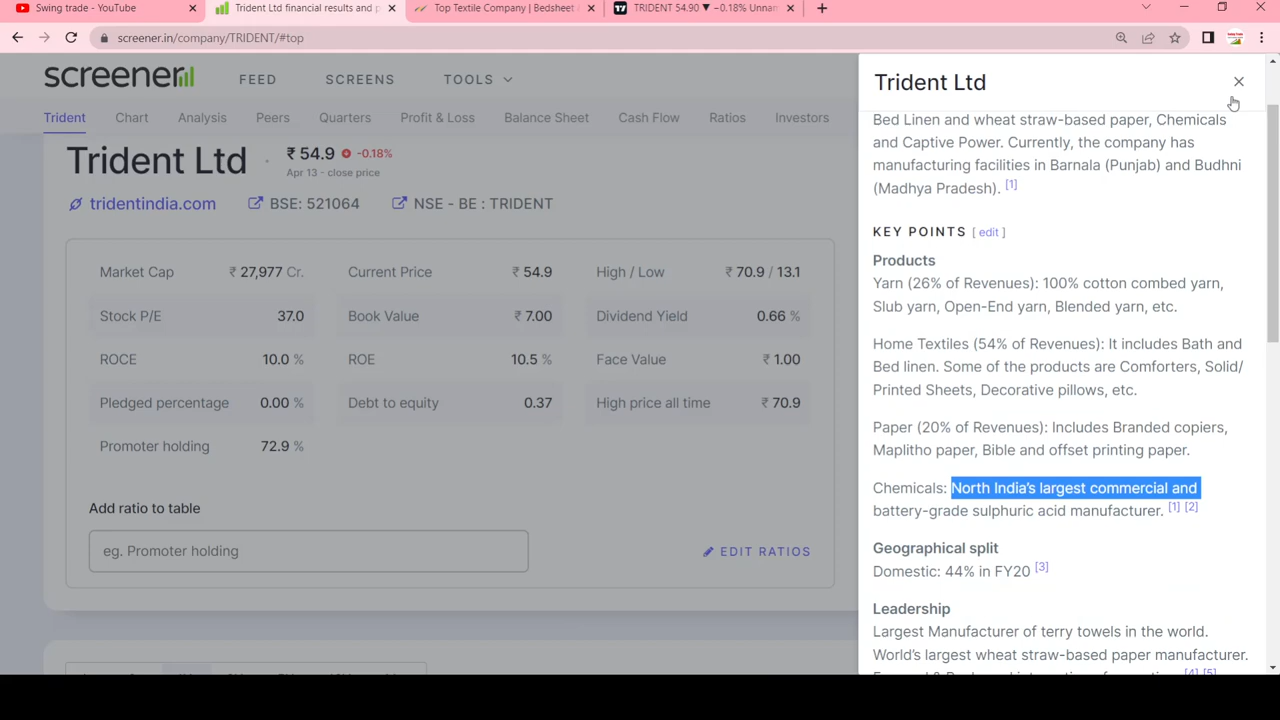 Swing trade - YouTube
Trident Ltd financial results and p
Top Textile Company | Bedsheet /
TRIDENT 54.90 ▼ −0.18% Unnam
screener.in/company/TRIDENT/#top
screener
FEED
SCREENS
TOOLS
Trident
Chart
Analysis
Peers
Quarters
Profit & Loss
Balance Sheet
Cash Flow
Ratios
Investors
Trident Ltd
₹ 54.9 -0.18%
Apr 13 - close price
tridentindia.com
BSE: 521064
NSE - BE : TRIDENT
Market Cap ₹ 27,977 Cr.
Current Price ₹ 54.9
High / Low ₹ 70.9 / 13.1
Stock P/E 37.0
Book Value ₹ 7.00
Dividend Yield 0.66 %
ROCE 10.0 %
ROE 10.5 %
Face Value ₹ 1.00
Pledged percentage 0.00 %
Debt to equity 0.37
High price all time ₹ 70.9
Promoter holding 72.9 %
Add ratio to table
eg. Promoter holding
EDIT RATIOS
Trident Ltd
Bed Linen and wheat straw-based paper, Chemicals
and Captive Power. Currently, the company has
manufacturing facilities in Barnala (Punjab) and Budhni
(Madhya Pradesh). [1]
KEY POINTS [ edit ]
Products
Yarn (26% of Revenues): 100% cotton combed yarn,
Slub yarn, Open-End yarn, Blended yarn, etc.
Home Textiles (54% of Revenues): It includes Bath and
Bed linen. Some of the products are Comforters, Solid/
Printed Sheets, Decorative pillows, etc.
Paper (20% of Revenues): Includes Branded copiers,
Maplitho paper, Bible and offset printing paper.
Chemicals: North India's largest commercial and
battery-grade sulphuric acid manufacturer. [1] [2]
Geographical split
Domestic: 44% in FY20 [3]
Leadership
Largest Manufacturer of terry towels in the world.
World's largest wheat straw-based paper manufacturer.
[4] [5]